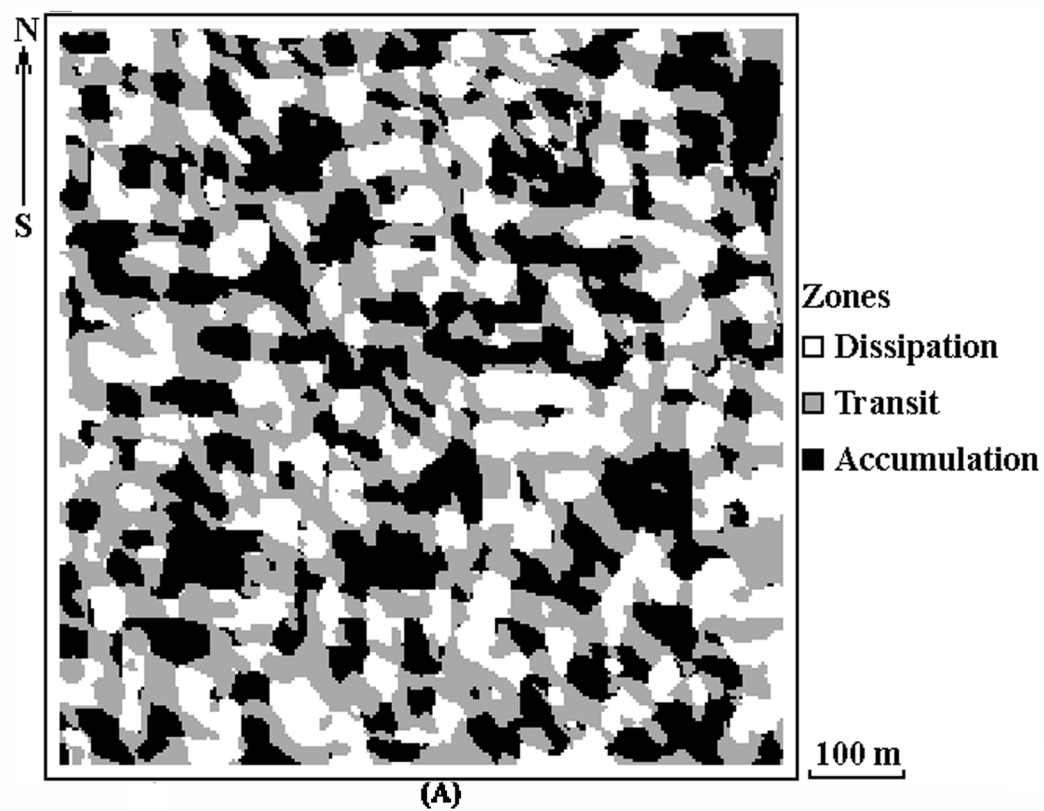 N
S
Zones
Dissipation
Transit
Accumulation
100 m
(A)